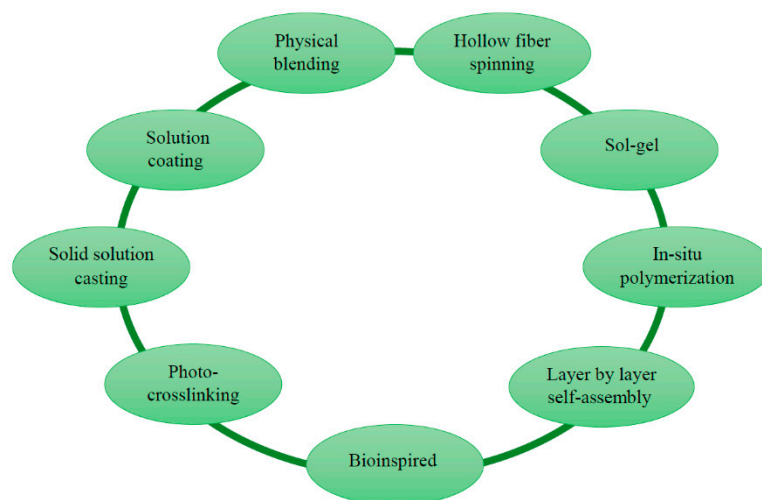 Physical
blending
Hollow fiber
spinning
Solution
coating
Sol-gel
Solid solution
casting
In-situ
polymerization
Photo-
crosslinking
Layer by layer
self-assembly
Bioinspired